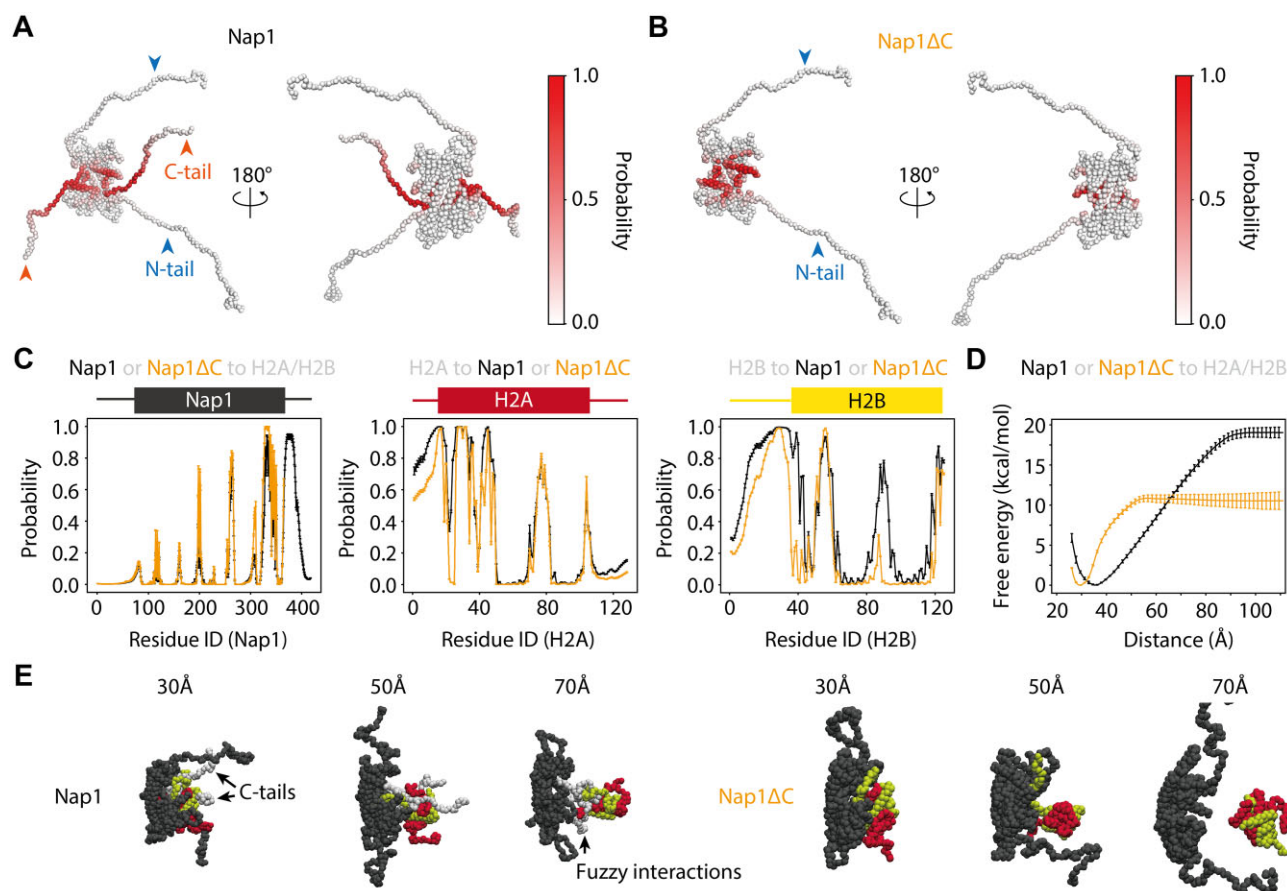 A
Nap1
C-tail
N-tail
180°
1.0
0.5
0.0
Probability
B
Nap1ΔC
N-tail
180°
1.0
0.5
0.0
Probability
C
Nap1 or Nap1ΔC to H2A/H2B
Nap1
1.0
0.8
0.6
0.4
0.2
0.0
Probability
0 100 200 300 400
Residue ID (Nap1)
H2A to Nap1 or Nap1ΔC
H2A
1.0
0.8
0.6
0.4
0.2
0.0
Probability
0 40 80 120
Residue ID (H2A)
H2B to Nap1 or Nap1ΔC
H2B
1.0
0.8
0.6
0.4
0.2
0.0
Probability
0 40 80 120
Residue ID (H2B)
D
Nap1 or Nap1ΔC to H2A/H2B
20
15
10
5
0
Free energy (kcal/mol)
20 40 60 80 100
Distance (Å)
E
30Å 50Å 70Å 30Å 50Å 70Å
Nap1
C-tails
Fuzzy interactions
Nap1ΔC